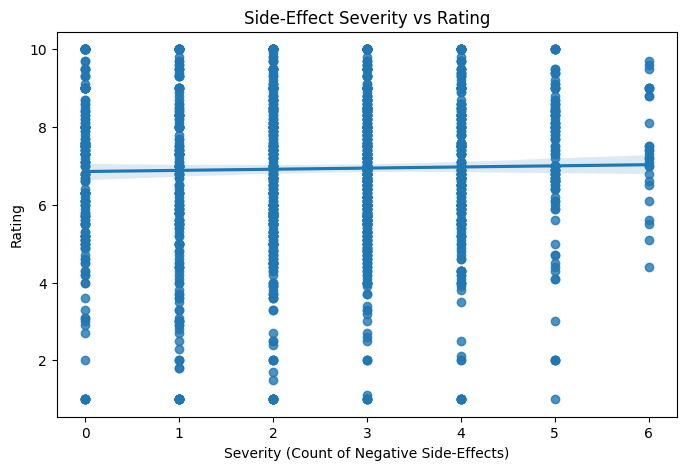 Side-Effect Severity vs Rating
10
8
6
4
2
Rating
0 1 2 3 4 5 6
Severity (Count of Negative Side-Effects)